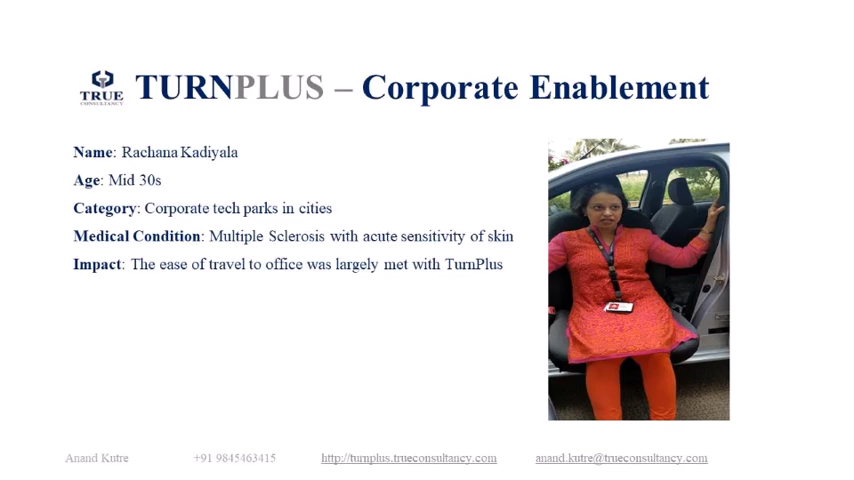 TRUE
CONSULTANCY
TURNPLUS – Corporate Enablement
Name: Rachana Kadiyala
Age: Mid 30s
Category: Corporate tech parks in cities
Medical Condition: Multiple Sclerosis with acute sensitivity of skin
Impact: The ease of travel to office was largely met with TurnPlus
Anand Kutre +91 9845463415 http://turnplus.trueconsultancy.com anand.kutre@trueconsultancy.com